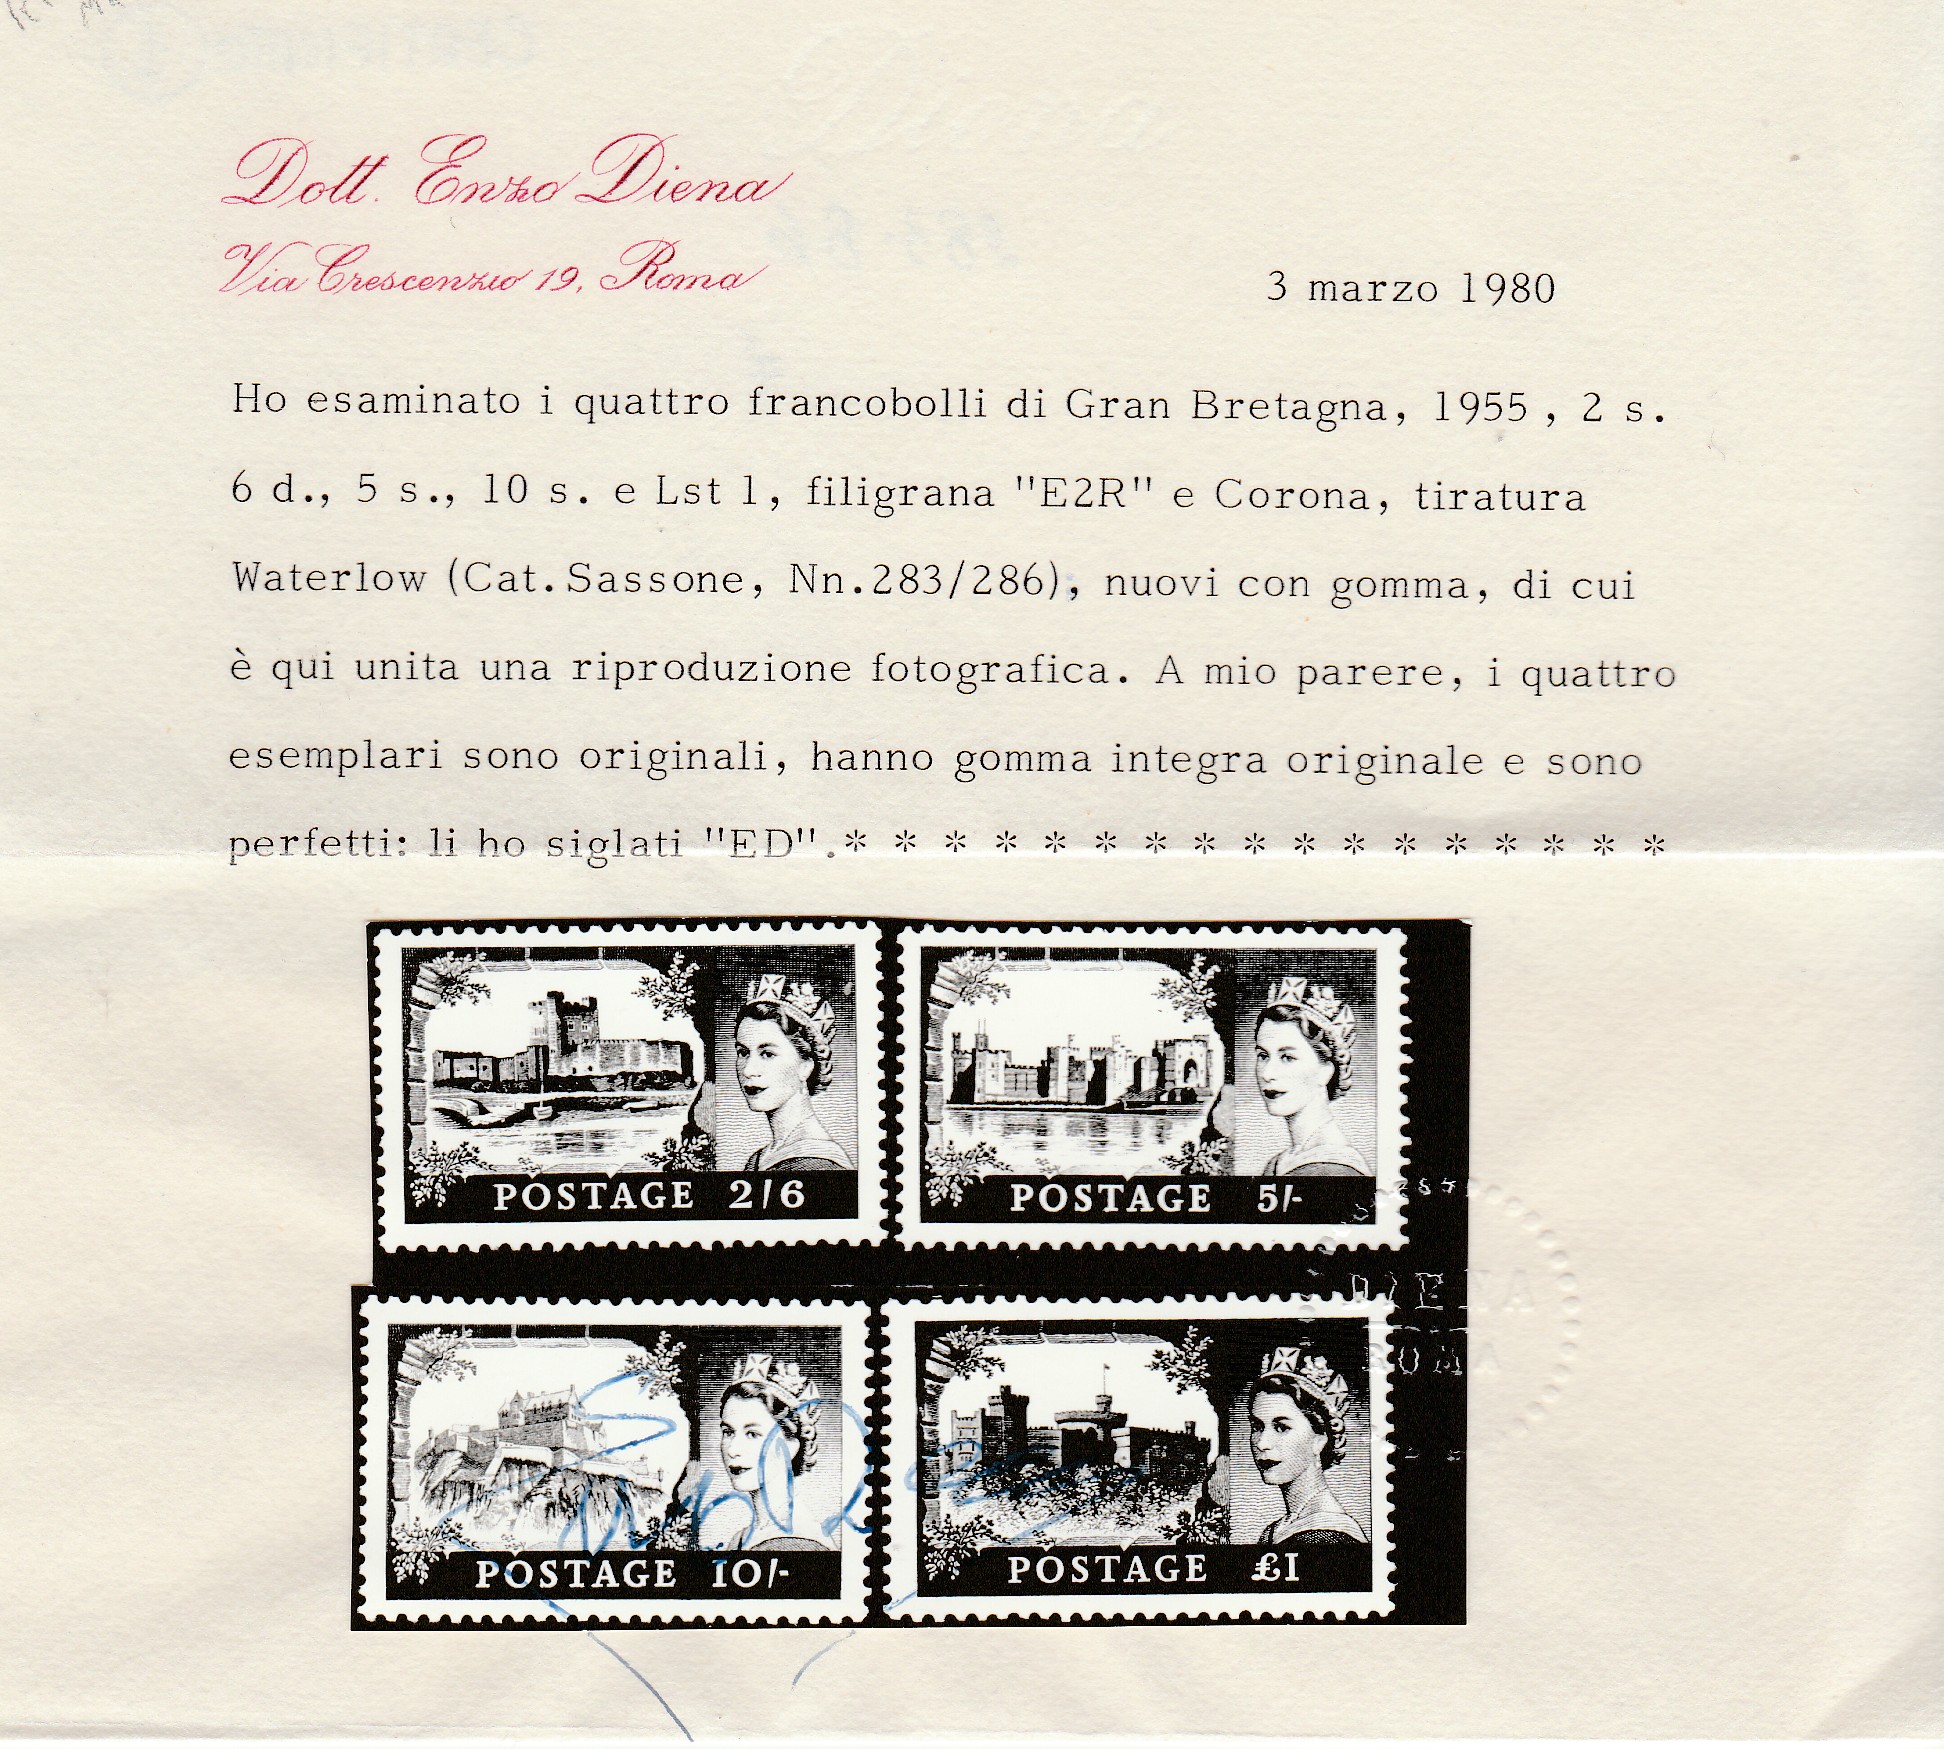 Dott. Enzo Diena
Via Crescenzio 19, Roma
3 marzo 1980
Ho esaminato i quattro francobolli di Gran Bretagna, 1955 , 2 s.
6 d., 5 s., 10 s. e Lst 1, filigrana "E2R" e Corona, tiratura
Waterlow (Cat. Sassone, Nn.283/286), nuovi con gomma, di cui
è qui unita una riproduzione fotografica. A mio parere, i quattro
esemplari sono originali, hanno gomma integra originale e sono
perfetti: li ho siglati "ED".* * * * * * * * * * * * * * * * *
POSTAGE 2/6
POSTAGE 5/-
DIENA
ROMA
POSTAGE 10/-
POSTAGE £1